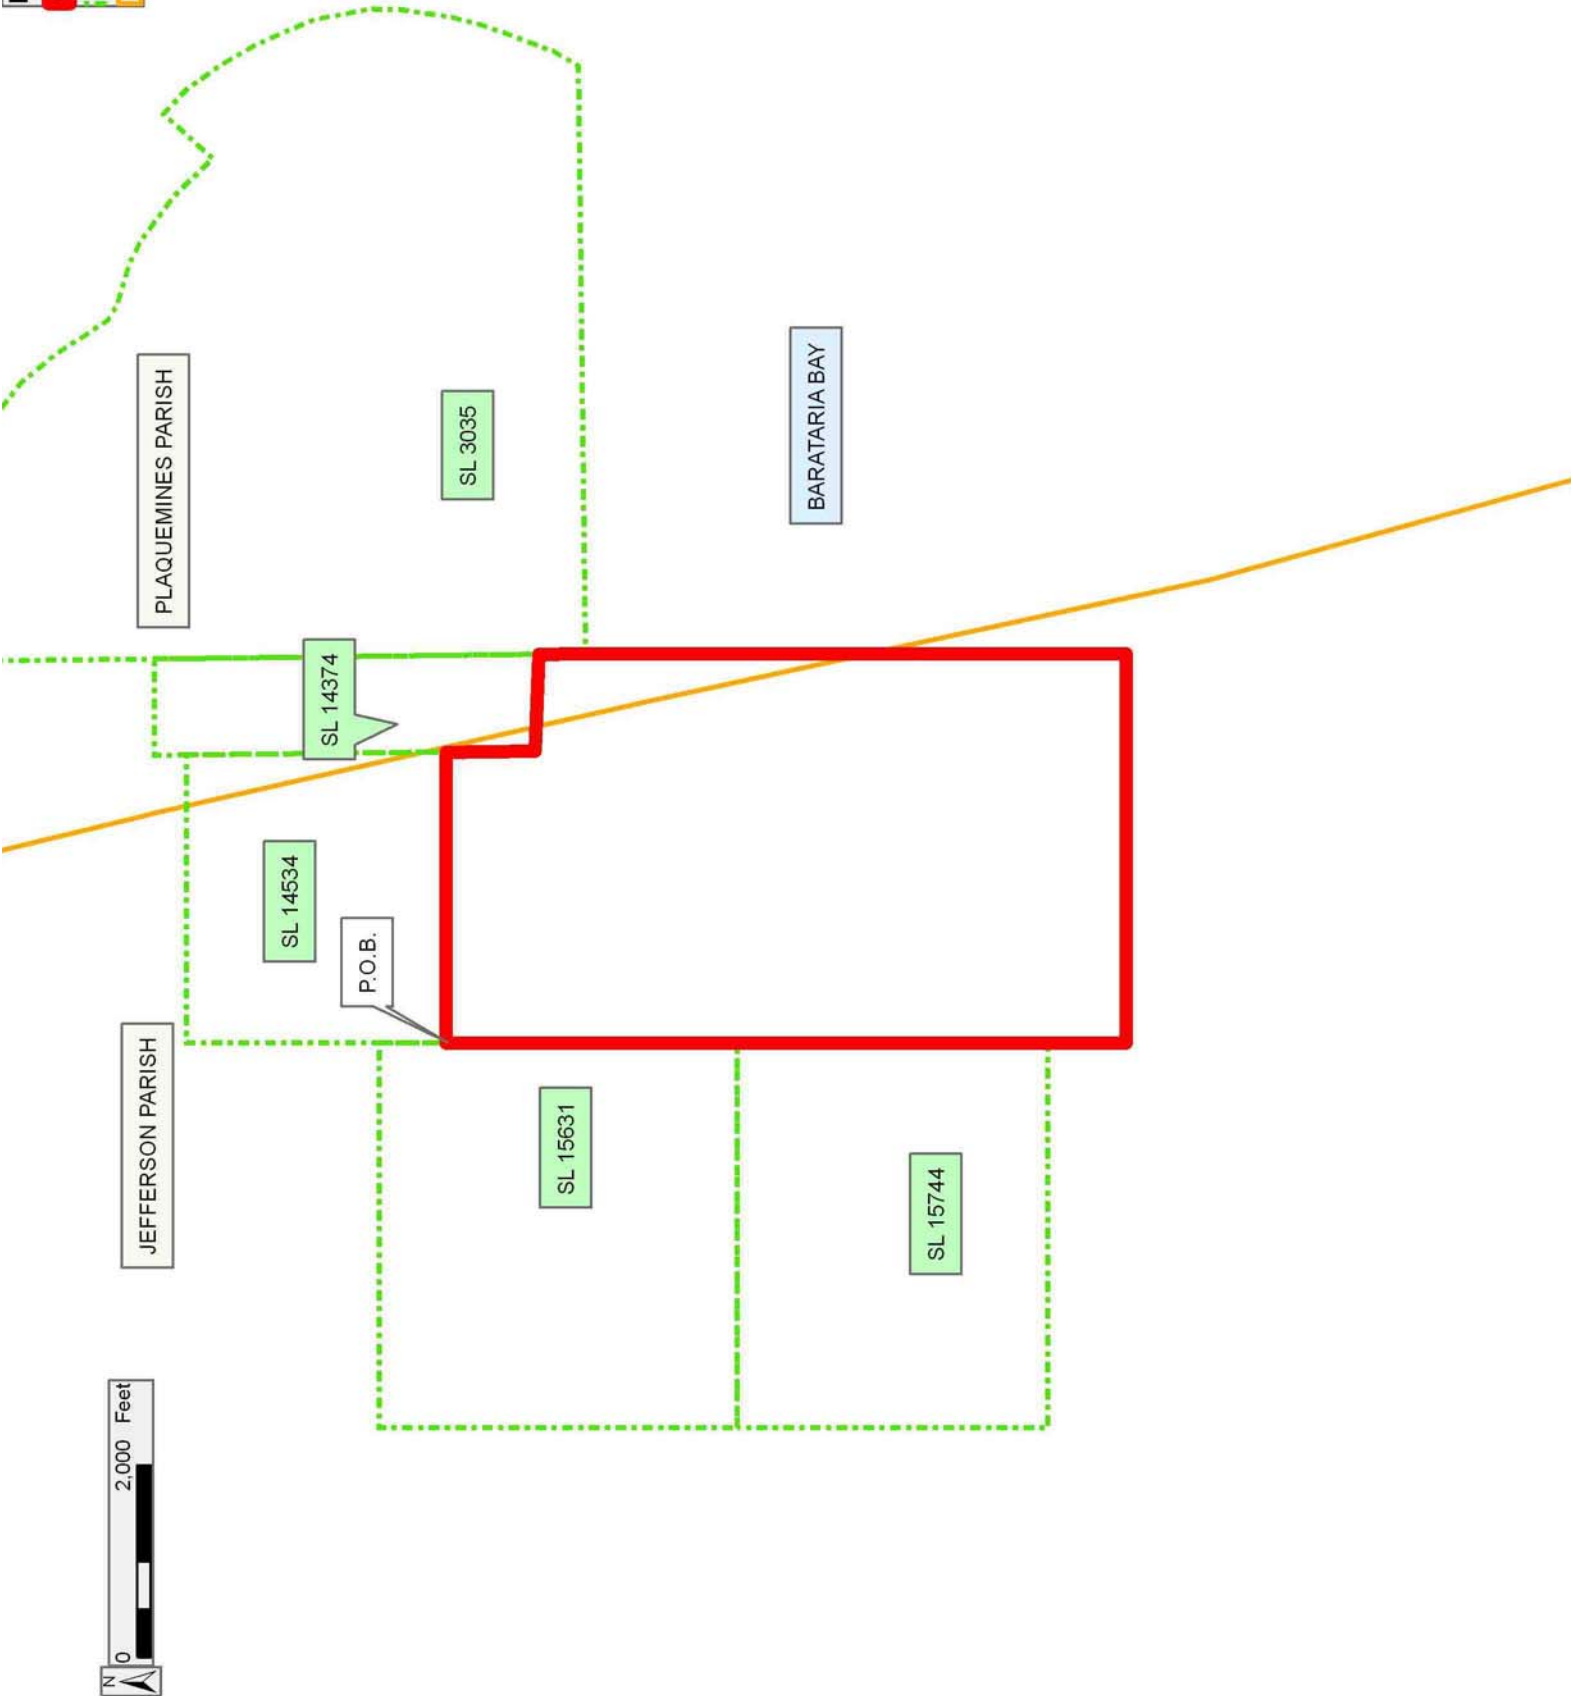 PLAQUEMINES PARISH
SL 3035
BARATARIA BAY
SL 14374
SL 14534
P.O.B.
JEFFERSON PARISH
SL 15631
SL 15744
0 2,000 Feet
N